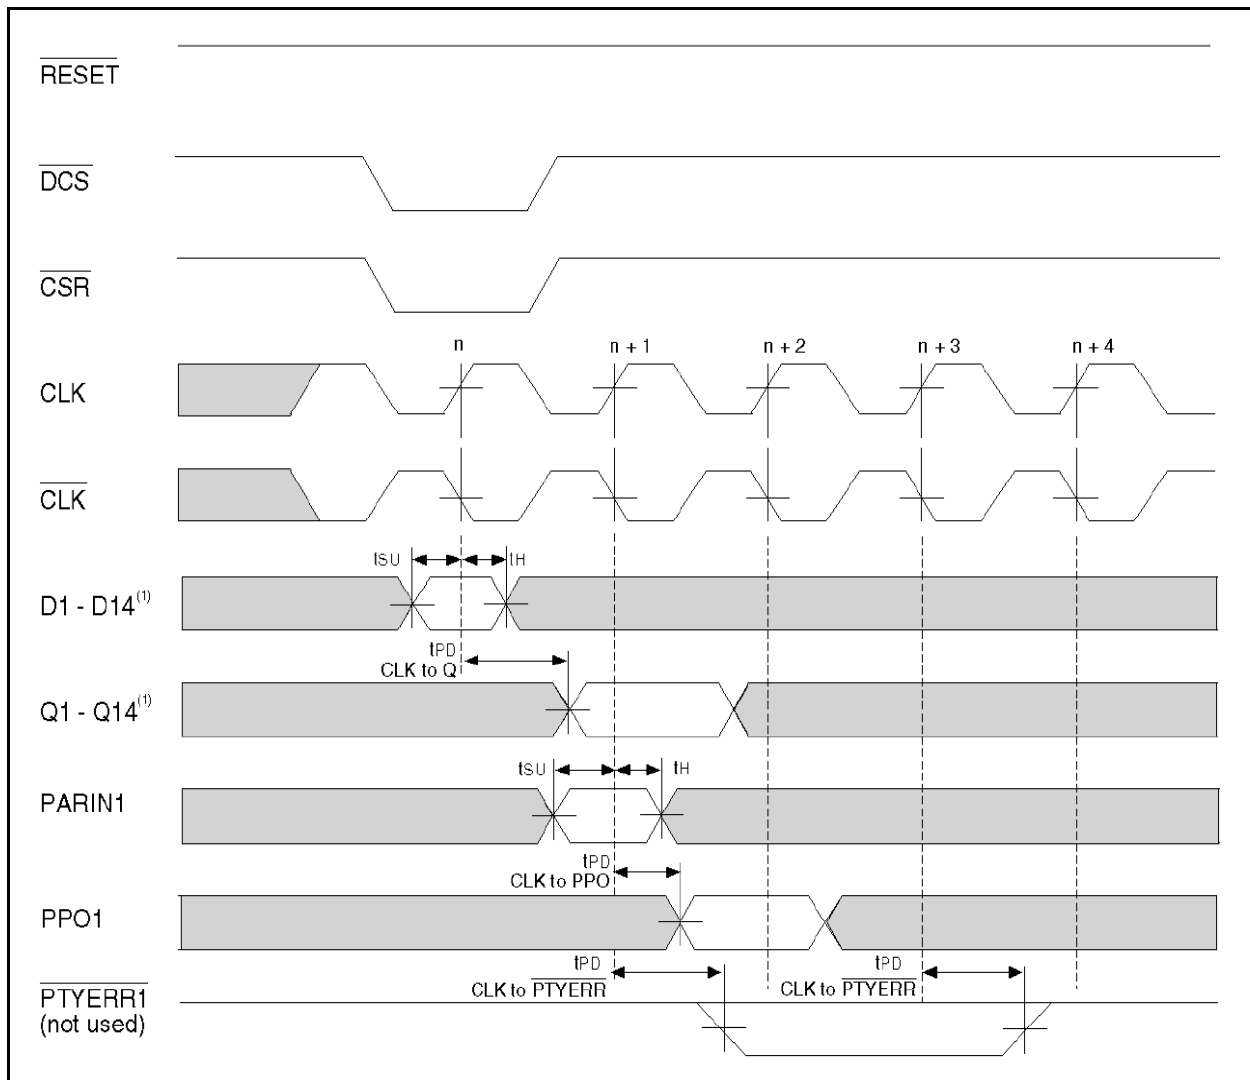 RESET
DCS
CSR
n
n + 1
n + 2
n + 3
n + 4
CLK
CLK
tSU
tH
D1 - D14(1)
tPD
CLK to Q
Q1 - Q14(1)
tSU
tH
PARIN1
tPD
CLK to PPO
PPO1
tPD
CLK to PTYERR
tPD
CLK to PTYERR
PTYERR1
(not used)